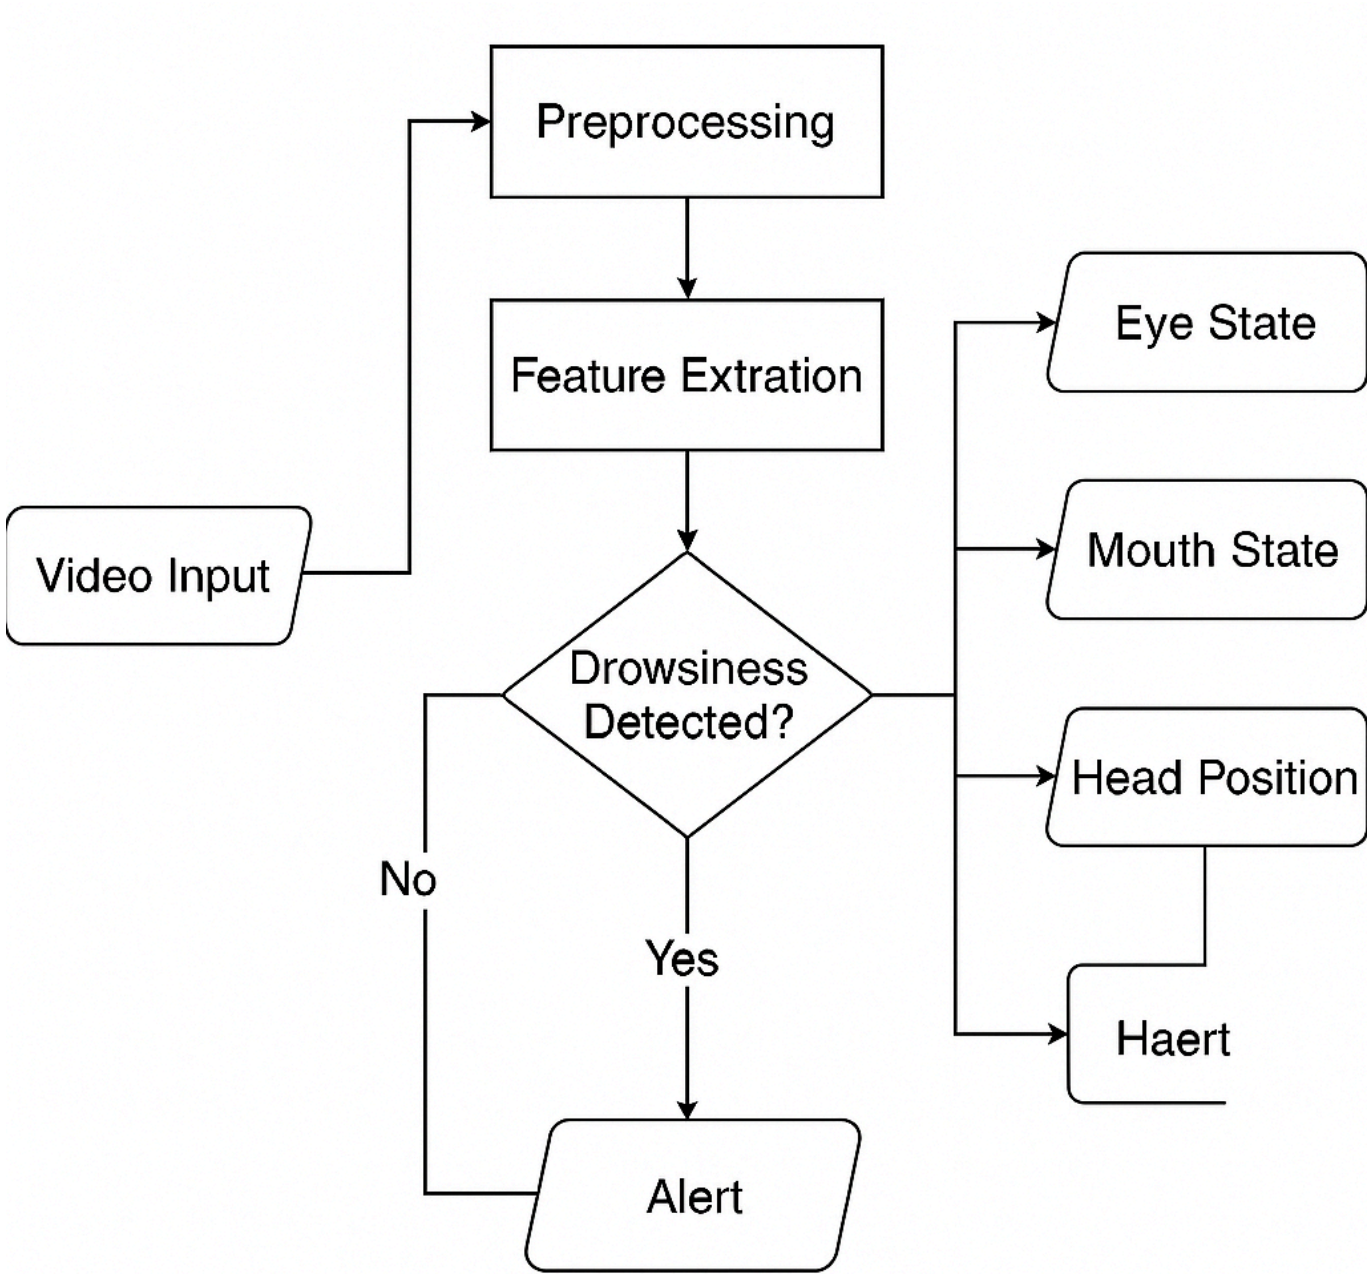 Preprocessing
Feature Extration
Video Input
Drowsiness
Detected?
No
Yes
Alert
Eye State
Mouth State
Head Position
Haert